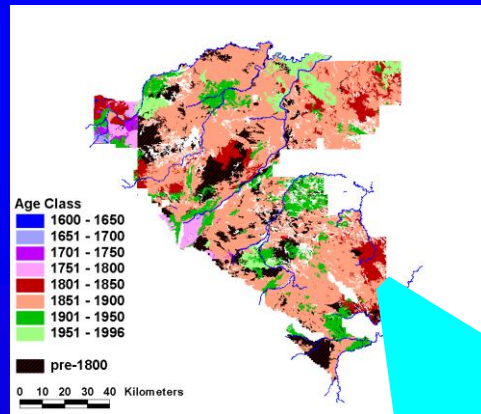 Age Class
1600 - 1650
1651 - 1700
1701 - 1750
1751 - 1800
1801 - 1850
1851 - 1900
1901 - 1950
1951 - 1996
pre-1800
0 10 20 30 40 Kilometers